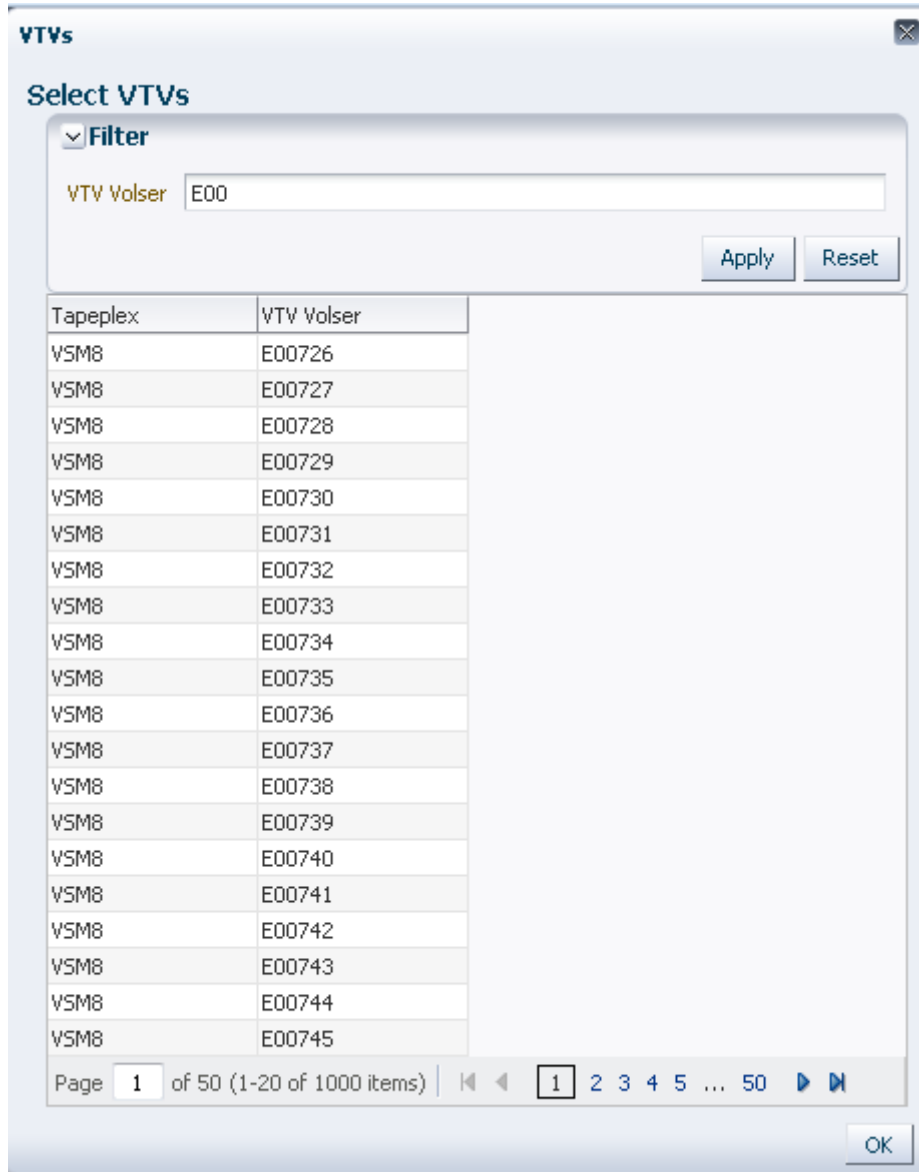 VTVs
Select VTVs
Filter
VTV Volser E00
Apply Reset
Tapeplex VTV Volser
VSM8 E00726
VSM8 E00727
VSM8 E00728
VSM8 E00729
VSM8 E00730
VSM8 E00731
VSM8 E00732
VSM8 E00733
VSM8 E00734
VSM8 E00735
VSM8 E00736
VSM8 E00737
VSM8 E00738
VSM8 E00739
VSM8 E00740
VSM8 E00741
VSM8 E00742
VSM8 E00743
VSM8 E00744
VSM8 E00745
Page 1 of 50 (1-20 of 1000 items) 1 2 3 4 5 ... 50
OK